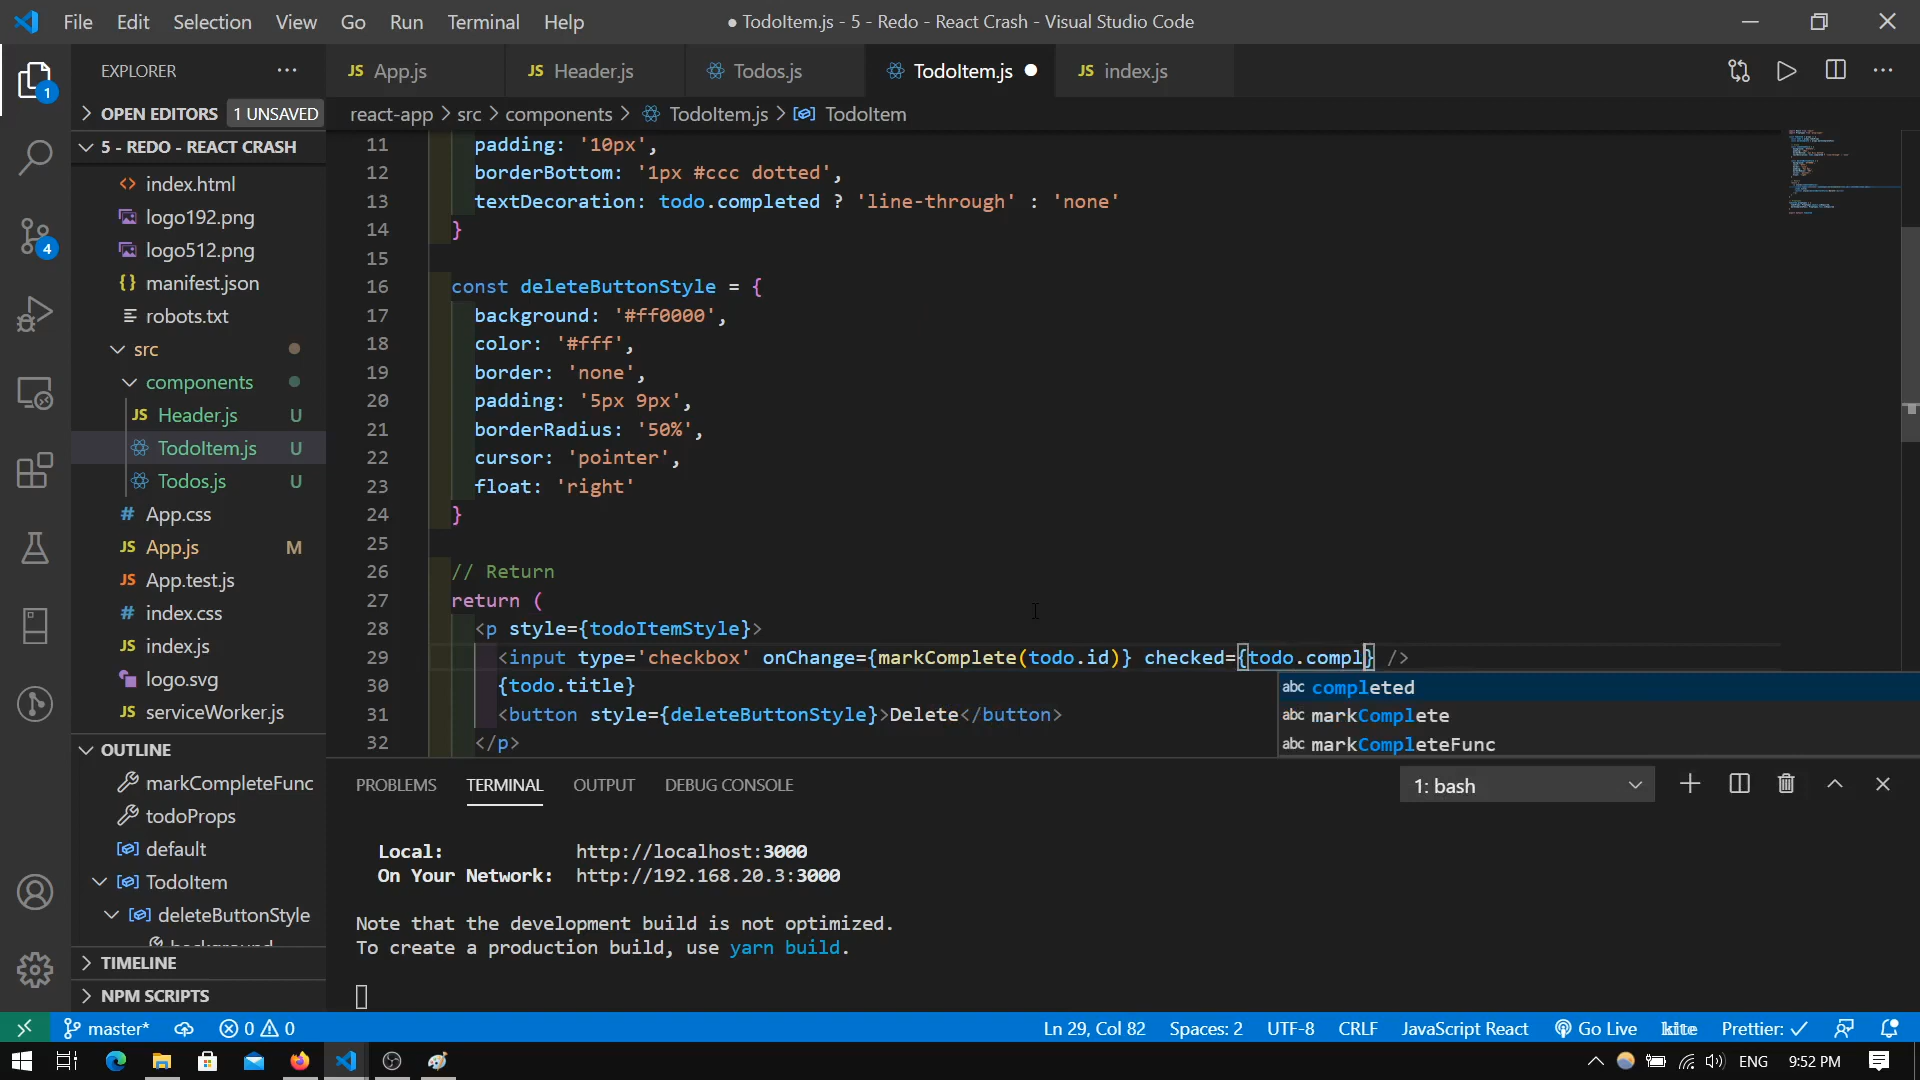 File Edit Selection View Go Run Terminal Help
● TodoItem.js - 5 - Redo - React Crash - Visual Studio Code
EXPLORER ···
JS App.js
JS Header.js
Todos.js
TodoItem.js ●
JS index.js
1
OPEN EDITORS 1 UNSAVED
react-app > src > components > TodoItem.js > TodoItem
5 - REDO - REACT CRASH
index.html
logo192.png
logo512.png
{} manifest.json
robots.txt
src
components
JS Header.js U
TodoItem.js U
Todos.js U
# App.css
JS App.js M
JS App.test.js
# index.css
JS index.js
logo.svg
JS serviceWorker.js
4
OUTLINE
markCompleteFunc
todoProps
default
TodoItem
deleteButtonStyle
TIMELINE
NPM SCRIPTS
11 padding: '10px',
12 borderBottom: '1px #ccc dotted',
13 textDecoration: todo.completed ? 'line-through' : 'none'
14 }
15
16 const deleteButtonStyle = {
17 background: '#ff0000',
18 color: '#fff',
19 border: 'none',
20 padding: '5px 9px',
21 borderRadius: '50%',
22 cursor: 'pointer',
23 float: 'right'
24 }
25
26 // Return
27 return (
28 <p style={todoItemStyle}>
29 <input type='checkbox' onChange={markComplete(todo.id)} checked={todo.compl} />
30 {todo.title}
31 <button style={deleteButtonStyle}>Delete</button>
32 </p>
abc completed
abc markComplete
abc markCompleteFunc
PROBLEMS TERMINAL OUTPUT DEBUG CONSOLE
1: bash
Local: http://localhost:3000
On Your Network: http://192.168.20.3:3000
Note that the development build is not optimized.
To create a production build, use yarn build.
master* 0 0
Ln 29, Col 82 Spaces: 2 UTF-8 CRLF JavaScript React Go Live kite Prettier: ✓
ENG 9:52 PM